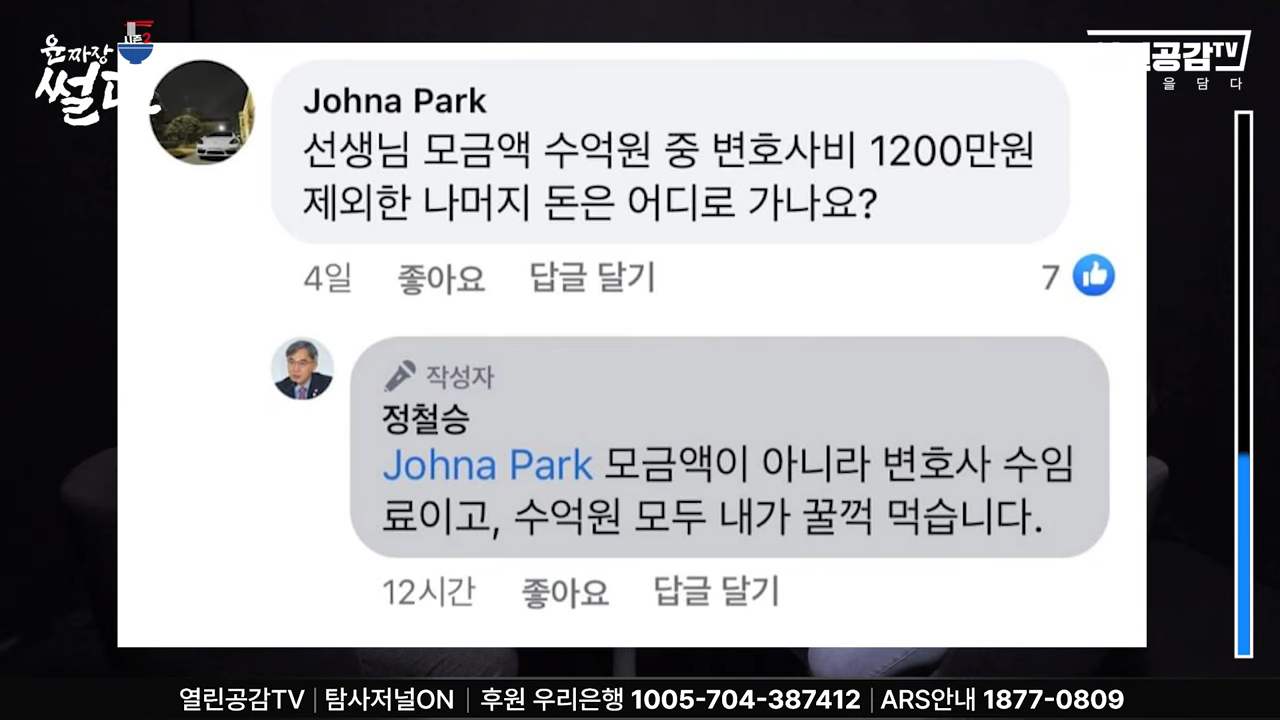 윤짜장
시즌2
썰
공감TV
을 담 다
Johna Park
선생님 모금액 수억원 중 변호사비 1200만원
제외한 나머지 돈은 어디로 가나요?
4일 좋아요 답글 달기 7
작성자
정철승
Johna Park 모금액이 아니라 변호사 수임
료이고, 수억원 모두 내가 꿀꺽 먹습니다.
12시간 좋아요 답글 달기
열린공감TV | 탐사저널ON | 후원 우리은행 1005-704-387412 | ARS안내 1877-0809